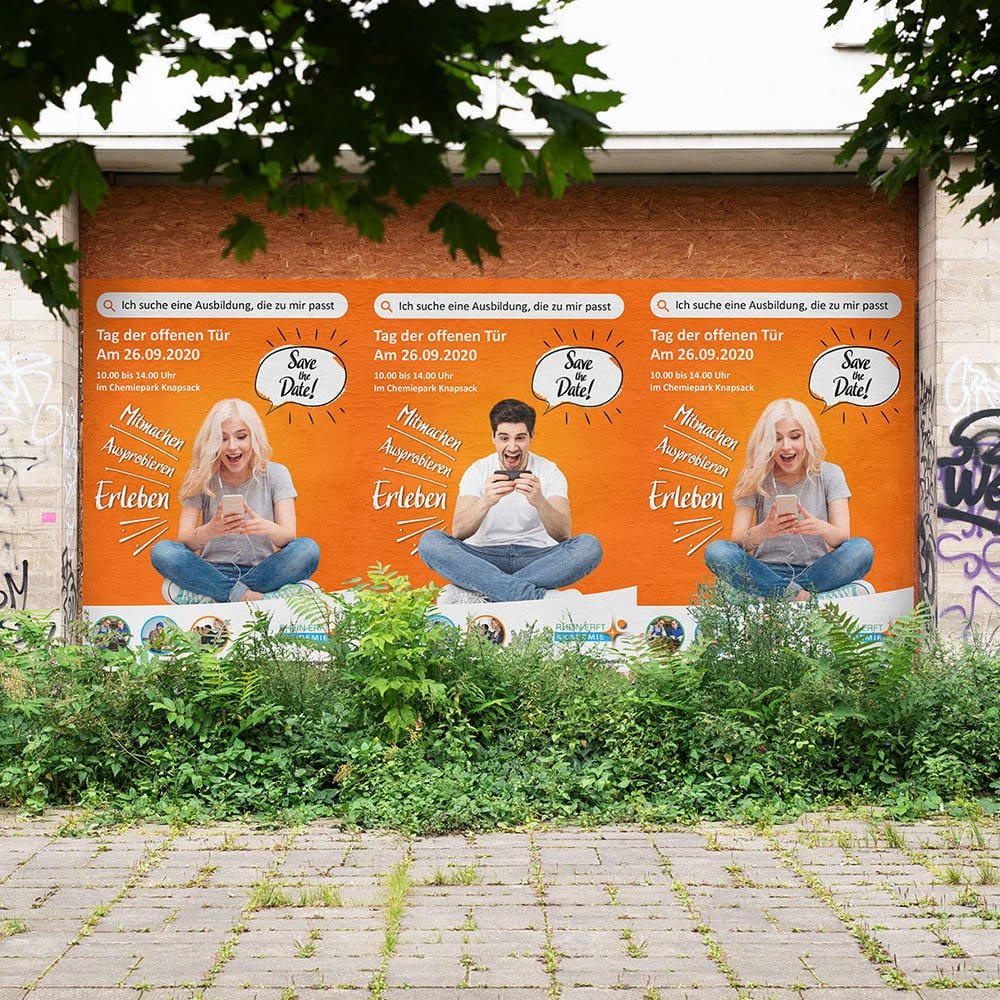 Ich suche eine Ausbildung, die zu mir passt
Tag der offenen Tür
Am 26.09.2020
10.00 bis 14.00 Uhr
Im Chemiepark Knapsack
Save
the
Date!
Mitmachen
Ausprobieren
Erleben
RHEIN-ERFT
AKADEMIE
Ich suche eine Ausbildung, die zu mir passt
Tag der offenen Tür
Am 26.09.2020
10.00 bis 14.00 Uhr
Im Chemiepark Knapsack
Save
the
Date!
Mitmachen
Ausprobieren
Erleben
RHEIN-ERFT
AKADEMIE
Ich suche eine Ausbildung, die zu mir passt
Tag der offenen Tür
Am 26.09.2020
10.00 bis 14.00 Uhr
Im Chemiepark Knapsack
Save
the
Date!
Mitmachen
Ausprobieren
Erleben